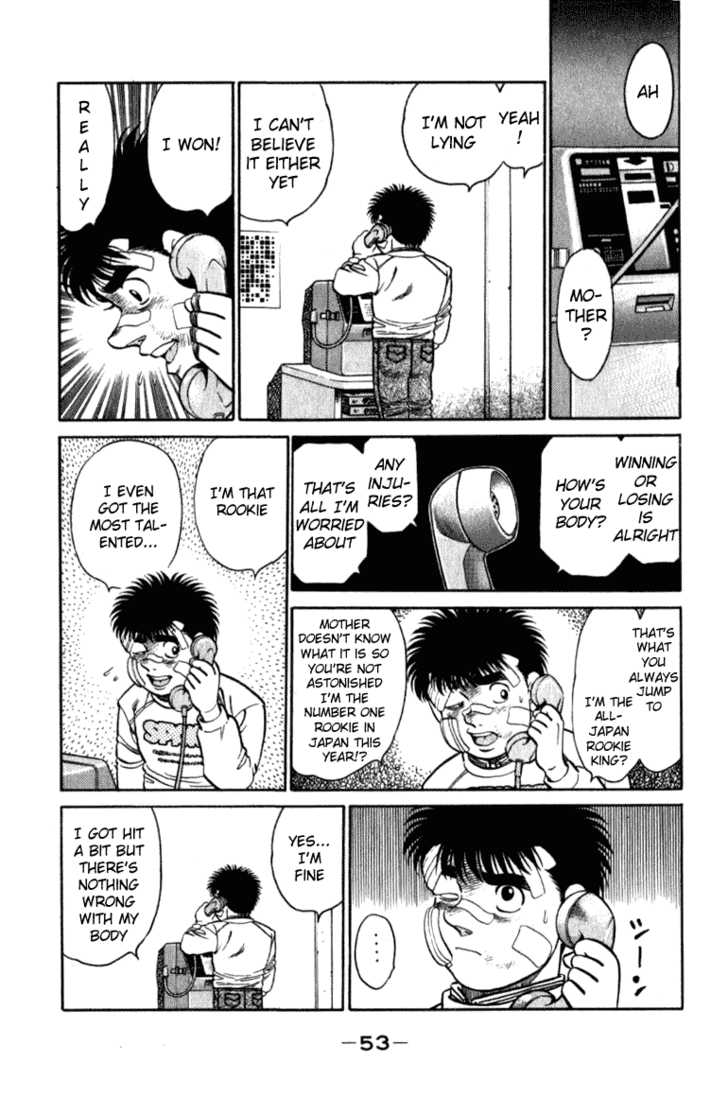 AH
MO-
THER
?
YEAH
!
I'M NOT
LYING
I CAN'T
BELIEVE
IT EITHER
YET
I WON!
R
E
A
L
L
Y
WINNING
OR
LOSING
IS
ALRIGHT
HOW'S
YOUR
BODY?
ANY
INJU-
RIES?
THAT'S
ALL I'M
WORRIED
ABOUT
I'M THAT
ROOKIE
I EVEN
GOT THE
MOST TAL-
ENTED...
THAT'S
WHAT
YOU
ALWAYS
JUMP
TO
I'M THE
ALL-
JAPAN
ROOKIE
KING?
MOTHER
DOESN'T KNOW
WHAT IT IS SO
YOU'RE NOT
ASTONISHED
I'M THE
NUMBER ONE
ROOKIE IN
JAPAN THIS
YEAR!?
ツー・
....
YES...
I'M
FINE
I GOT HIT
A BIT BUT
THERE'S
NOTHING
WRONG
WITH MY
BODY
—53—